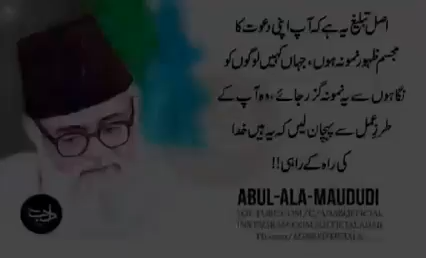 اصل تبلیغ یہ ہے کہ آپ اپنی دعوت کا
مجسم ظہور نمونہ ہوں، جہاں کہیں لوگوں کو
نگاہوں سے یہ نمونہ گزر جائے، وہ آپ کے
طرزِ عمل سے پہچان لیں کہ یہ ہیں خدا
کی راہ کے راہی!!
ABUL-ALA-MAUDUDI